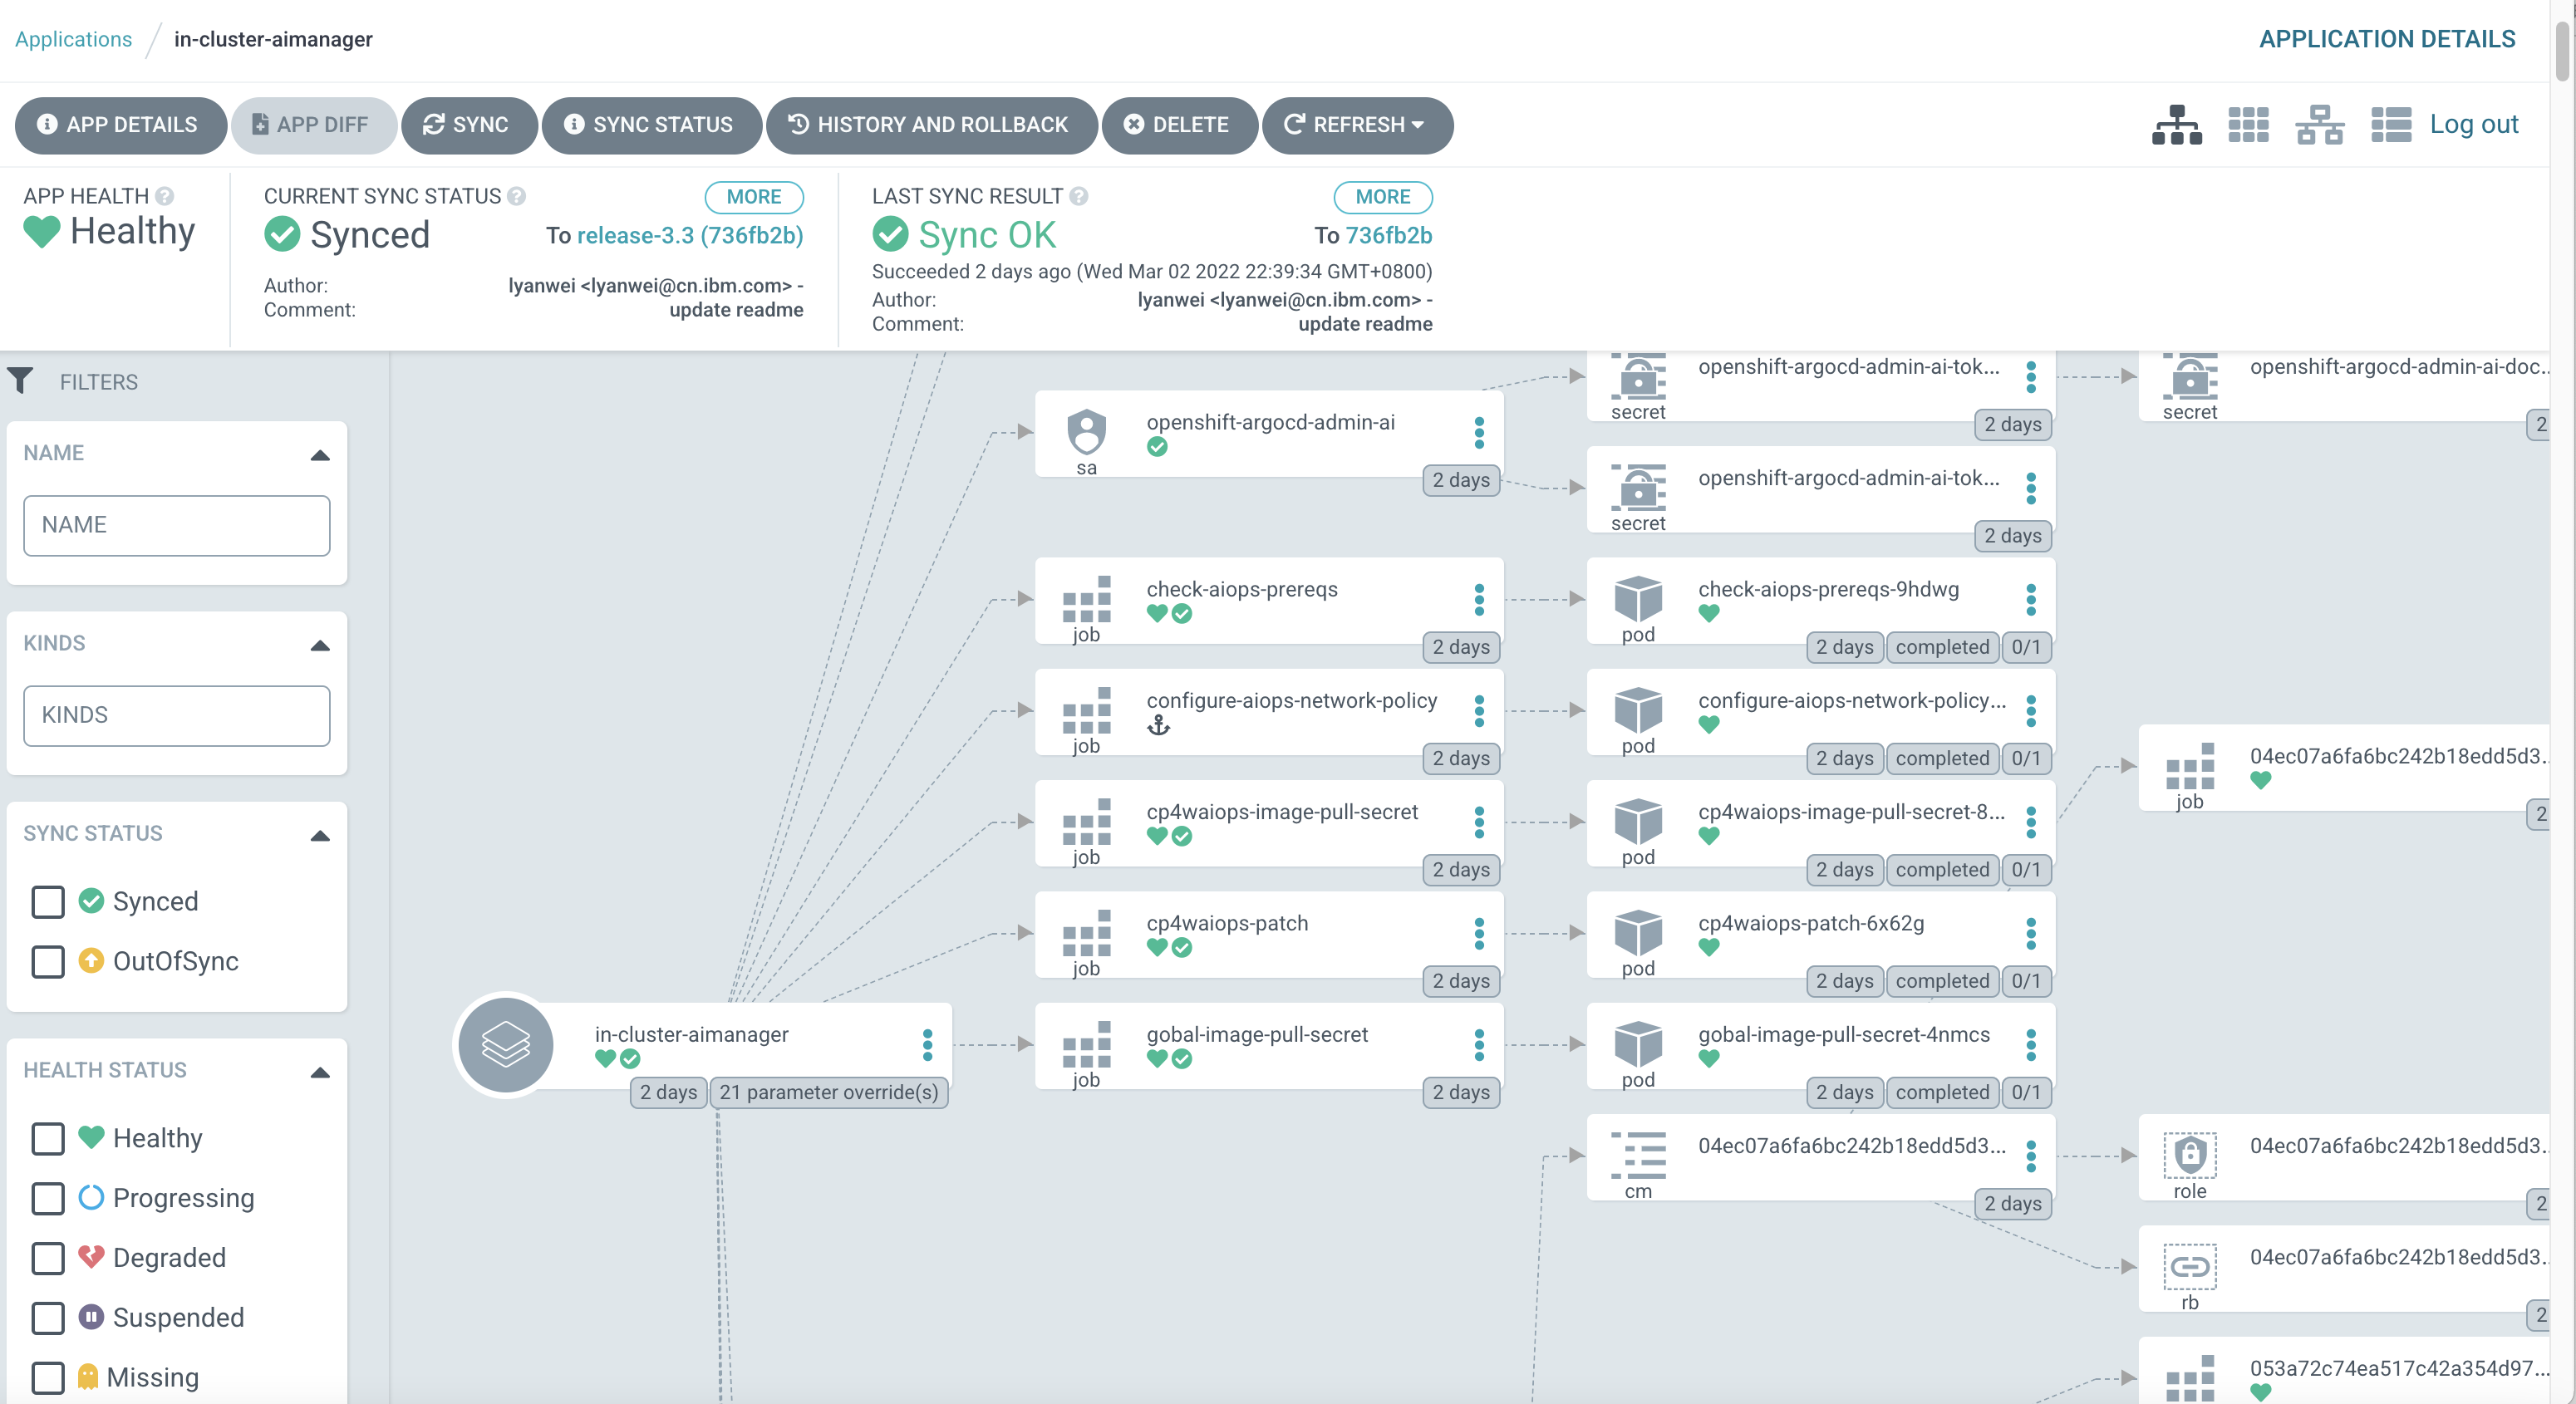 Applications / in-cluster-aimanager
APPLICATION DETAILS
APP DETAILS
APP DIFF
SYNC
SYNC STATUS
HISTORY AND ROLLBACK
DELETE
REFRESH
Log out
APP HEALTH
Healthy
CURRENT SYNC STATUS
MORE
Synced
To release-3.3 (736fb2b)
Author: lyanwei <lyanwei@cn.ibm.com> -
Comment: update readme
LAST SYNC RESULT
MORE
Sync OK
To 736fb2b
Succeeded 2 days ago (Wed Mar 02 2022 22:39:34 GMT+0800)
Author: lyanwei <lyanwei@cn.ibm.com> -
Comment: update readme
FILTERS
NAME
NAME
KINDS
KINDS
SYNC STATUS
Synced
OutOfSync
HEALTH STATUS
Healthy
Progressing
Degraded
Suspended
Missing
in-cluster-aimanager
2 days
21 parameter override(s)
openshift-argocd-admin-ai
sa
2 days
check-aiops-prereqs
job
2 days
configure-aiops-network-policy
job
2 days
cp4waiops-image-pull-secret
job
2 days
cp4waiops-patch
job
2 days
gobal-image-pull-secret
job
2 days
openshift-argocd-admin-ai-tok...
secret
2 days
openshift-argocd-admin-ai-tok...
secret
2 days
check-aiops-prereqs-9hdwg
pod
2 days
completed
0/1
configure-aiops-network-policy...
pod
2 days
completed
0/1
cp4waiops-image-pull-secret-8...
pod
2 days
completed
0/1
cp4waiops-patch-6x62g
pod
2 days
completed
0/1
gobal-image-pull-secret-4nmcs
pod
2 days
completed
0/1
04ec07a6fa6bc242b18edd5d3...
cm
2 days
openshift-argocd-admin-ai-doc..
secret
2
04ec07a6fa6bc242b18edd5d3..
job
2
04ec07a6fa6bc242b18edd5d3..
role
2
04ec07a6fa6bc242b18edd5d3..
rb
2
053a72c74ea517c42a354d97...